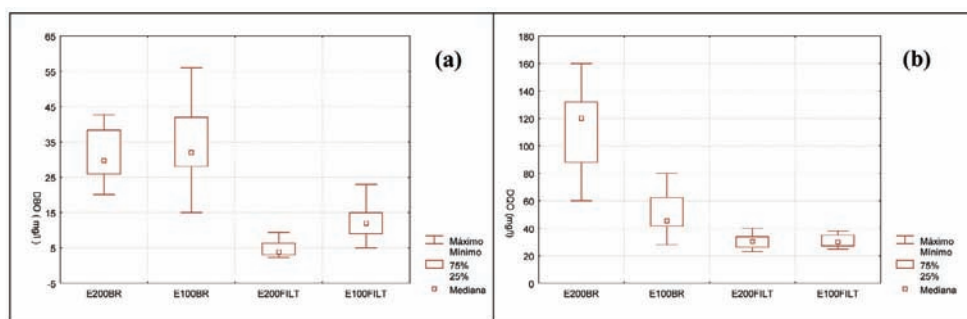 (a)
65
55
45
35
25
15
5
-5
DBO ( mg/l )
E200BR E100BR E200FILT E100FILT
Máximo
Mínimo
75%
25%
Mediana
(b)
180
160
140
120
100
80
60
40
20
0
DQO (mg/l)
E200BR E100BR E200FILT E100FILT
Máximo
Mínimo
75%
25%
Mediana